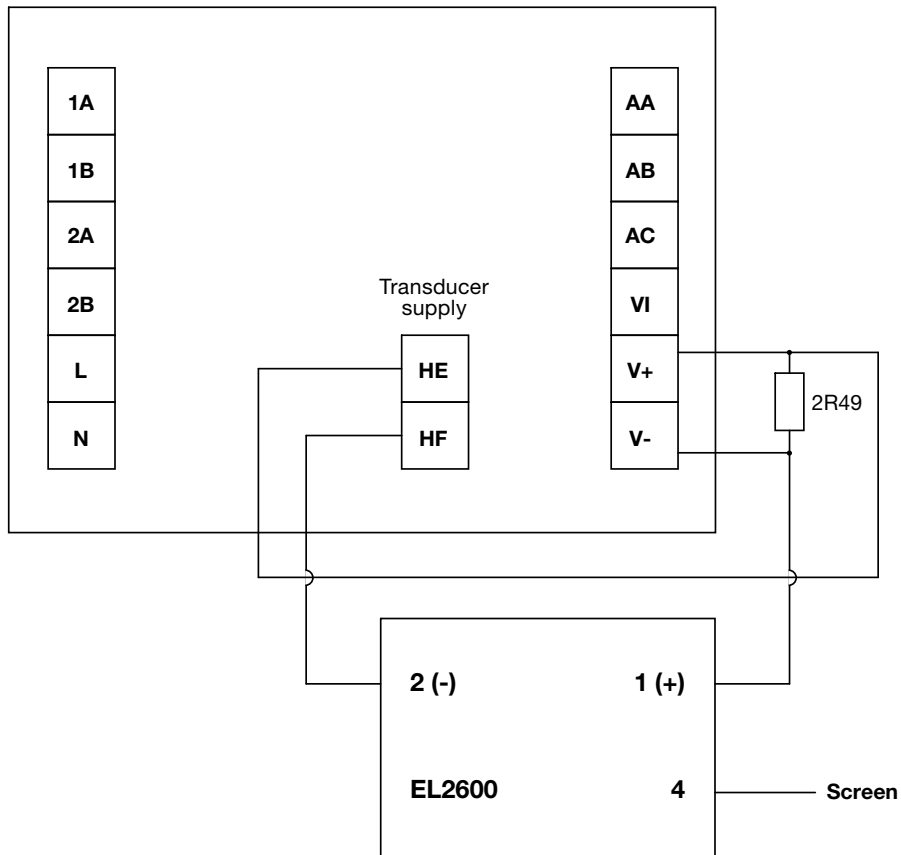 1A
1B
2A
2B
L
N
Transducer
supply
HE
HF
AA
AB
AC
VI
V+
V-
2R49
2 (-)
1 (+)
EL2600
4
Screen